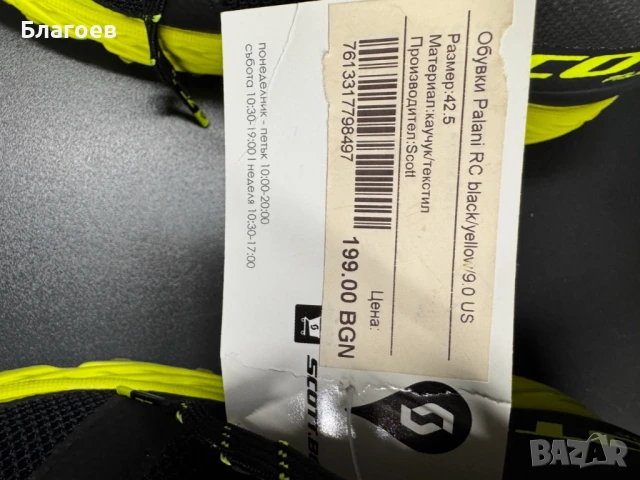 Благоев
Обувки Palani RC black/yellow/9.0 US
Размер:42.5
Материал:каучук/текстил
Производител:Scott
7613317798497
Цена:
199.00 BGN
понеделник - петък 10:00-20:00
събота 10:30-19:00 | неделя 10:30-17:00
SCOTT.B
CO
BAZAR